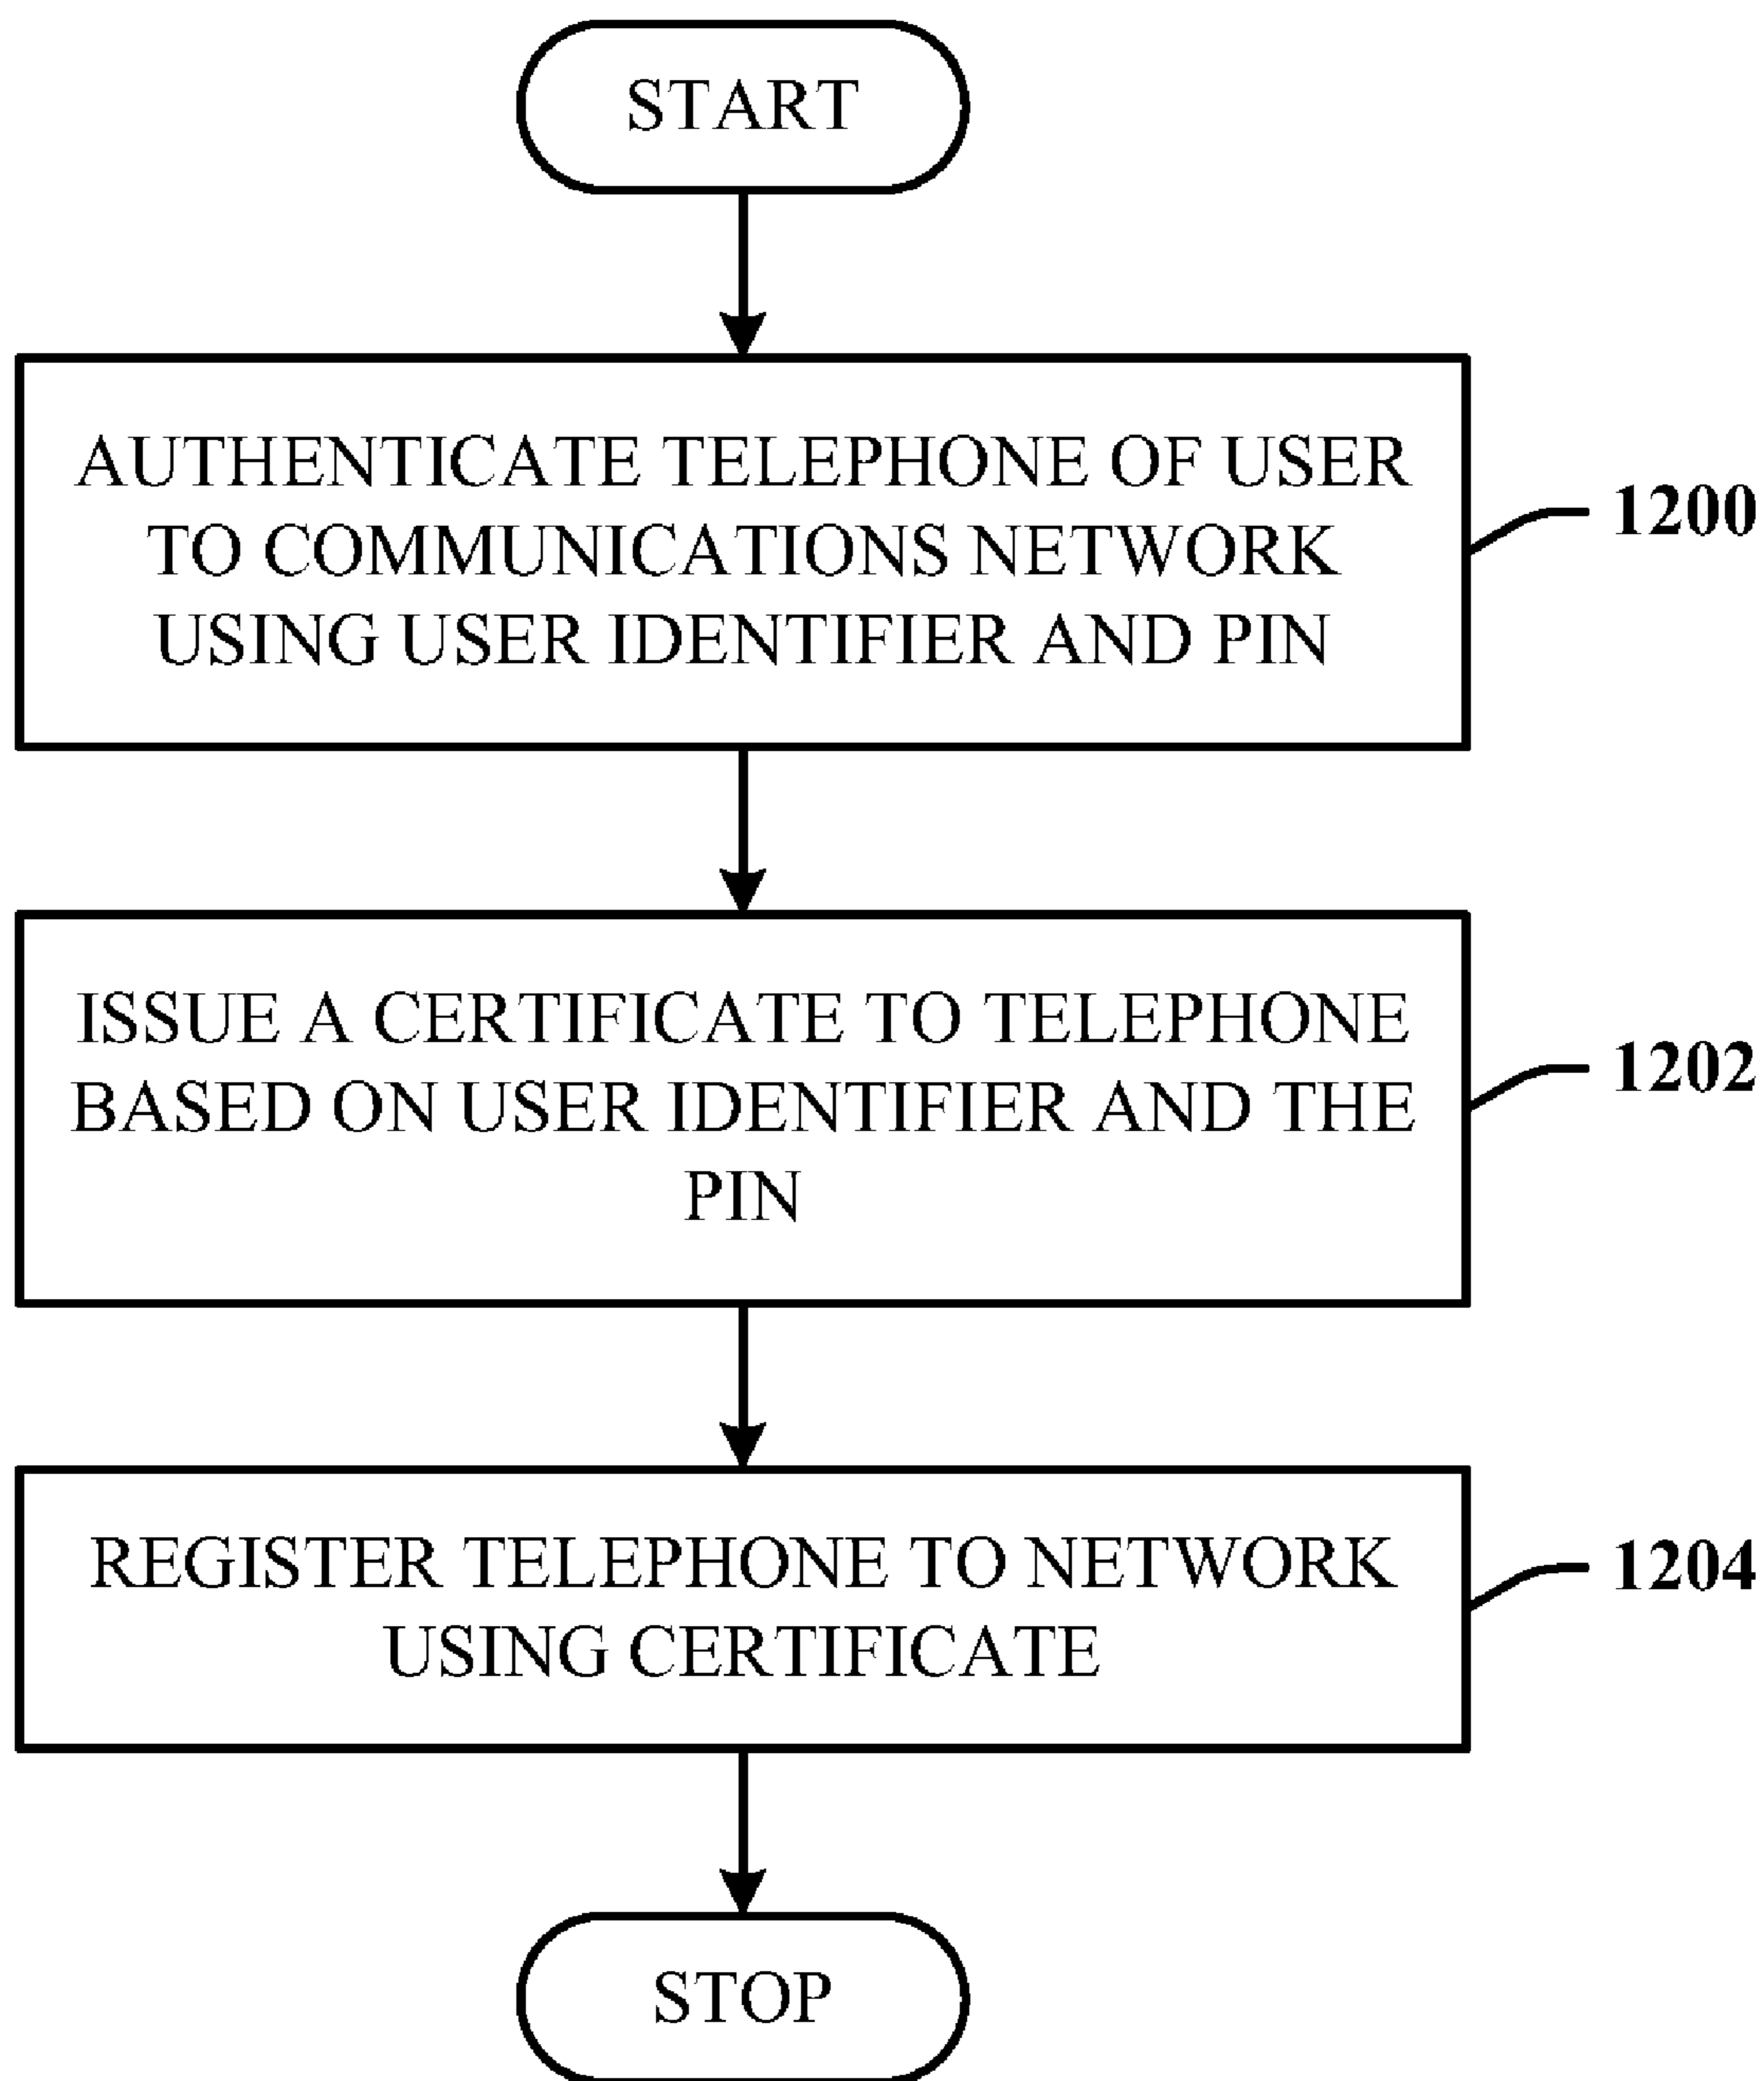 START
AUTHENTICATE TELEPHONE OF USER
TO COMMUNICATIONS NETWORK
USING USER IDENTIFIER AND PIN
1200
ISSUE A CERTIFICATE TO TELEPHONE
BASED ON USER IDENTIFIER AND THE
PIN
1202
REGISTER TELEPHONE TO NETWORK
USING CERTIFICATE
1204
STOP